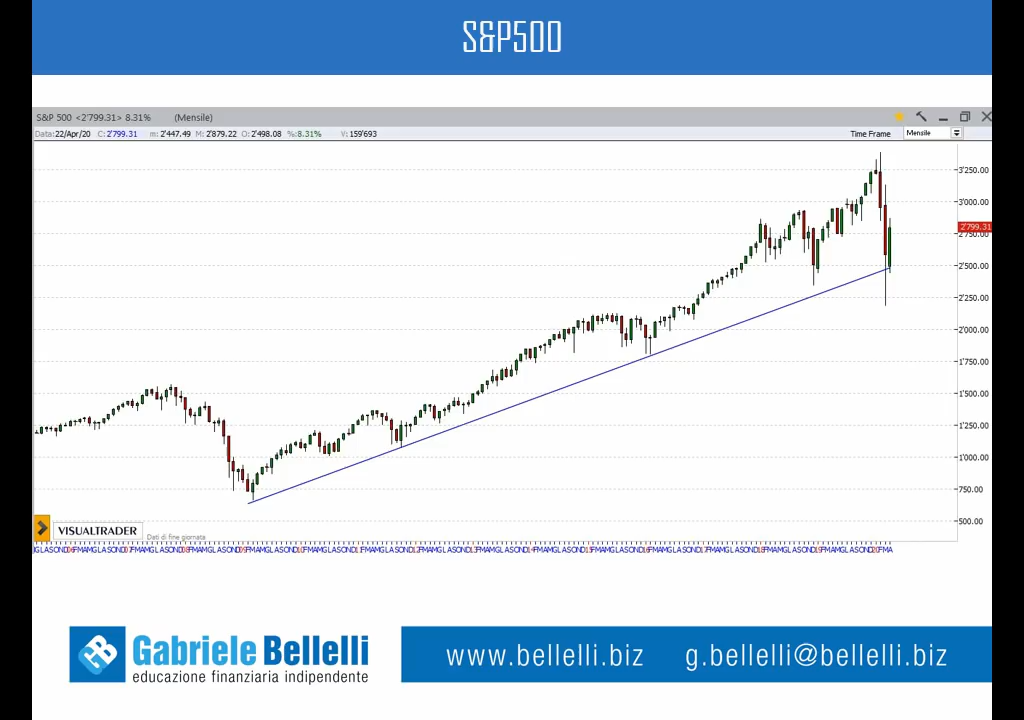 S&P500
S&P 500 <2'799.31> 8.31% (Mensile)
Data:22/Apr/20 C: 2'799.31 m: 2'447.49 M: 2'879.22 O: 2'498.08 %:8.31% V: 159'693
Time Frame Mensile
3'250.00
3'000.00
2'799.31
2'750.00
2'500.00
2'250.00
2'000.00
1'750.00
1'500.00
1'250.00
1'000.00
750.00
500.00
VISUALTRADER
Dati di fine giornata
Gabriele Bellelli
educazione finanziaria indipendente
www.bellelli.biz g.bellelli@bellelli.biz